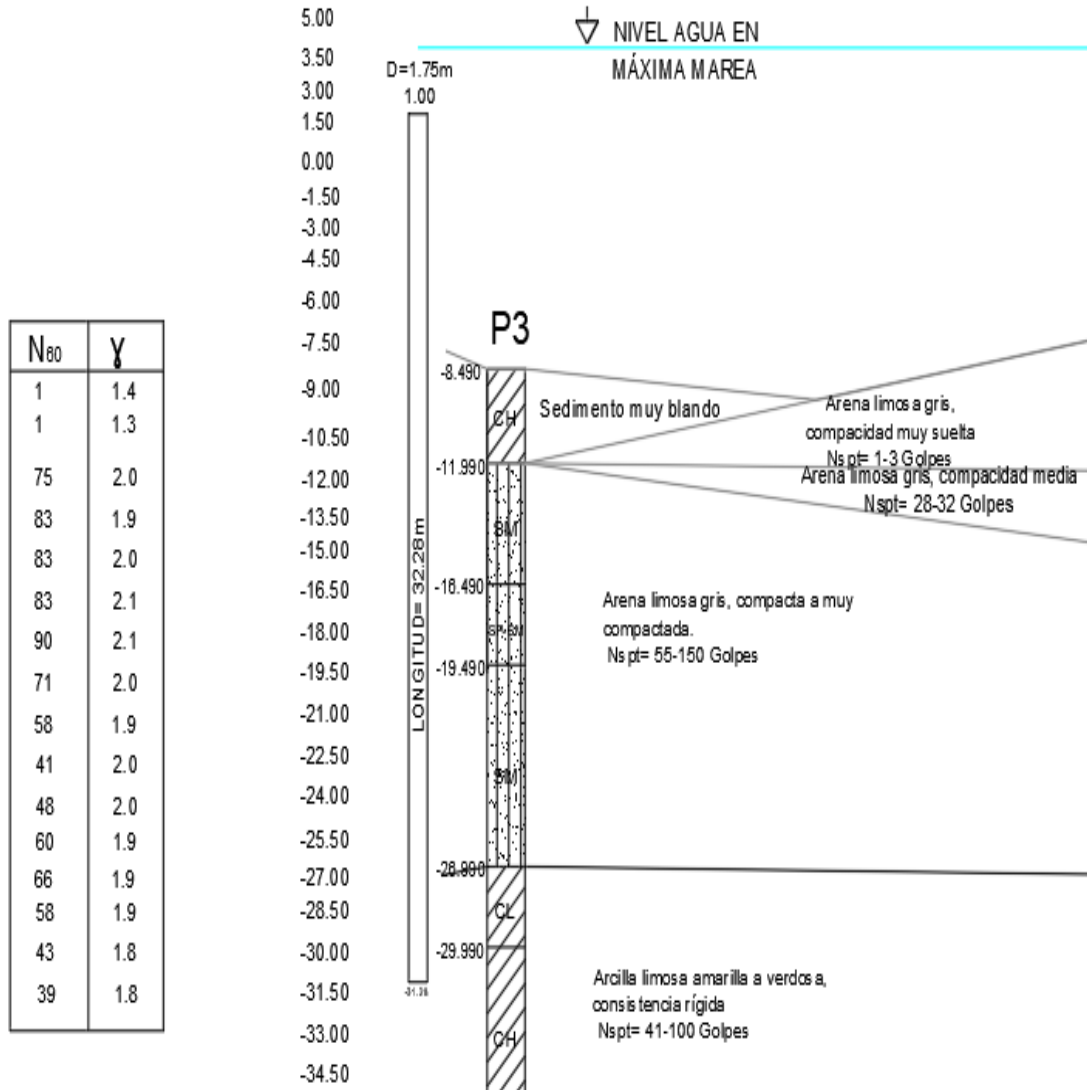 N60 γ
1 1.4
1 1.3
75 2.0
83 1.9
83 2.0
83 2.1
90 2.1
71 2.0
58 1.9
41 2.0
48 2.0
60 1.9
66 1.9
58 1.9
43 1.8
39 1.8
5.00
3.50
3.00
1.50
0.00
-1.50
-3.00
-4.50
-6.00
-7.50
-9.00
-10.50
-12.00
-13.50
-15.00
-16.50
-18.00
-19.50
-21.00
-22.50
-24.00
-25.50
-27.00
-28.50
-30.00
-31.50
-33.00
-34.50
NIVEL AGUA EN
MÁXIMA MAREA
D=1.75m
1.00
LONGITUD= 32.28m
P3
-8.490
CH
-11.990
SM
-16.490
-19.490
SM
CL
-29.990
CH
Sedimento muy blando
Arena limosa gris,
compacidad muy suelta
Nspt= 1-3 Golpes
Arena limosa gris, compacidad media
Nspt= 28-32 Golpes
Arena limosa gris, compacta a muy
compactada.
Nspt= 55-150 Golpes
Arcilla limosa amarilla a verdosa,
consistencia rígida
Nspt= 41-100 Golpes